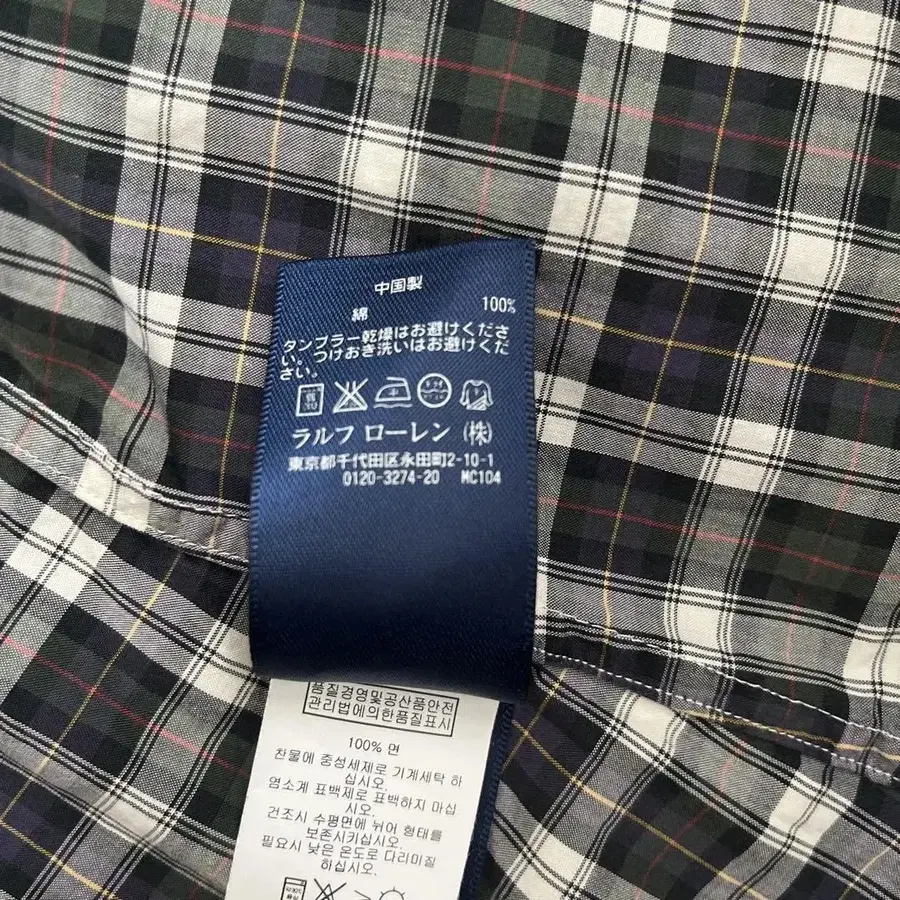 中国製
綿 100%
タンブラー乾燥はお避けくださ
い。つけおき洗いはお避けくだ
さい。
ラルフ ローレン (株)
東京都千代田区永田町2-10-1
0120-3274-20 MC104
품질경영및공산품안전
관리법에의한품질표시
100% 면
찬물에 중성세제로 기계세탁 하
십시오.
염소계 표백제로 표백하지 마십
시오.
건조시 수평면에 뉘어 형태를
보존시키십시오.
필요시 낮은 온도로 다리미질
하십시오.